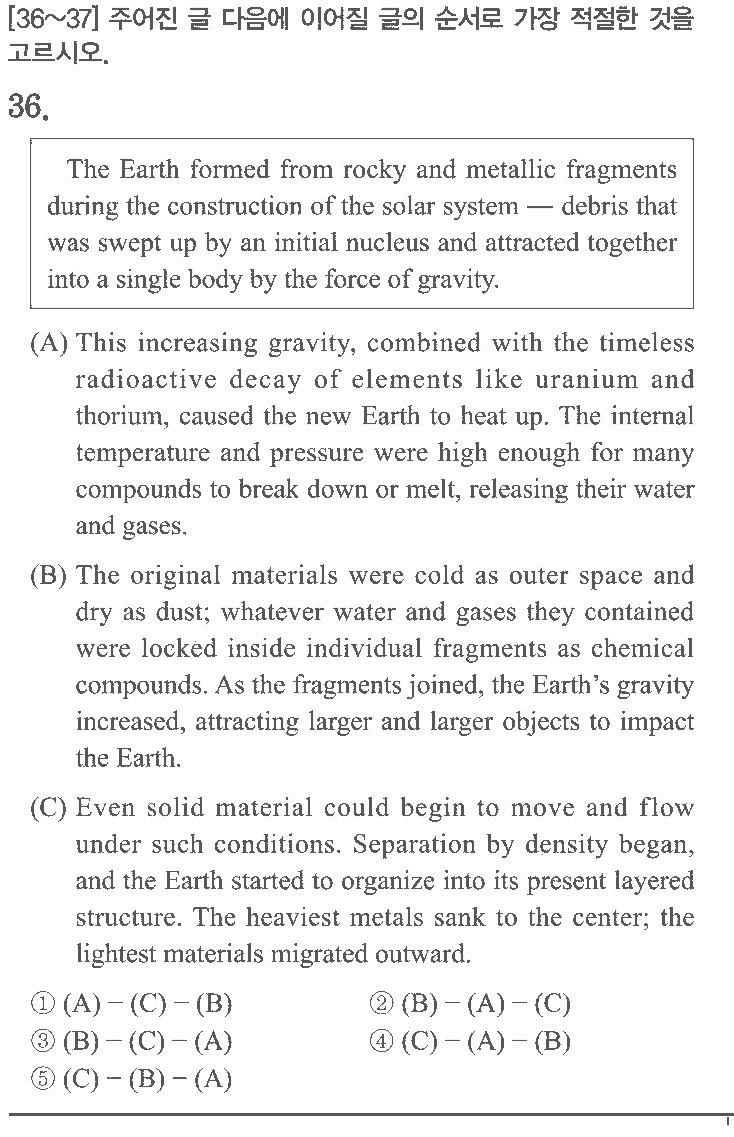 [36~37] 주어진 글 다음에 이어질 글의 순서로 가장 적절한 것을
고르시오.
36.
The Earth formed from rocky and metallic fragments
during the construction of the solar system — debris that
was swept up by an initial nucleus and attracted together
into a single body by the force of gravity.
(A) This increasing gravity, combined with the timeless
radioactive decay of elements like uranium and
thorium, caused the new Earth to heat up. The internal
temperature and pressure were high enough for many
compounds to break down or melt, releasing their water
and gases.
(B) The original materials were cold as outer space and
dry as dust; whatever water and gases they contained
were locked inside individual fragments as chemical
compounds. As the fragments joined, the Earth's gravity
increased, attracting larger and larger objects to impact
the Earth.
(C) Even solid material could begin to move and flow
under such conditions. Separation by density began,
and the Earth started to organize into its present layered
structure. The heaviest metals sank to the center; the
lightest materials migrated outward.
① (A) − (C) − (B) ② (B) − (A) − (C)
③ (B) − (C) − (A) ④ (C) − (A) − (B)
⑤ (C) − (B) − (A)